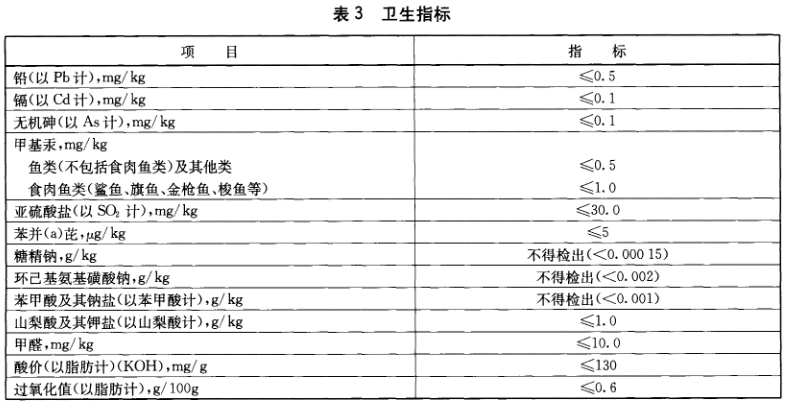 表3 卫生指标
项 目 指 标
铅(以Pb计),mg/kg ≤0.5
镉(以Cd计),mg/kg ≤0.1
无机砷(以As计),mg/kg ≤0.1
甲基汞,mg/kg
鱼类(不包括食肉鱼类)及其他类 ≤0.5
食肉鱼类(鲨鱼、旗鱼、金枪鱼、梭鱼等) ≤1.0
亚硫酸盐(以SO₂计),mg/kg ≤30.0
苯并(a)芘,μg/kg ≤5
糖精钠,g/kg 不得检出(<0.000 15)
环己基氨基磺酸钠,g/kg 不得检出(<0.002)
苯甲酸及其钠盐(以苯甲酸计),g/kg 不得检出(<0.001)
山梨酸及其钾盐(以山梨酸计),g/kg ≤1.0
甲醛,mg/kg ≤10.0
酸价(以脂肪计)(KOH),mg/g ≤130
过氧化值(以脂肪计),g/100g ≤0.6